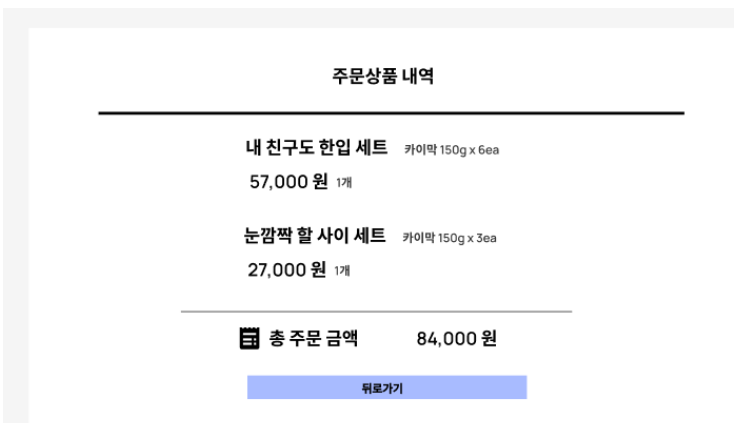 주문상품 내역
내 친구도 한입 세트 카이막 150g x 6ea
57,000 원 1개
눈깜짝 할 사이 세트 카이막 150g x 3ea
27,000 원 1개
총 주문 금액 84,000 원
뒤로가기